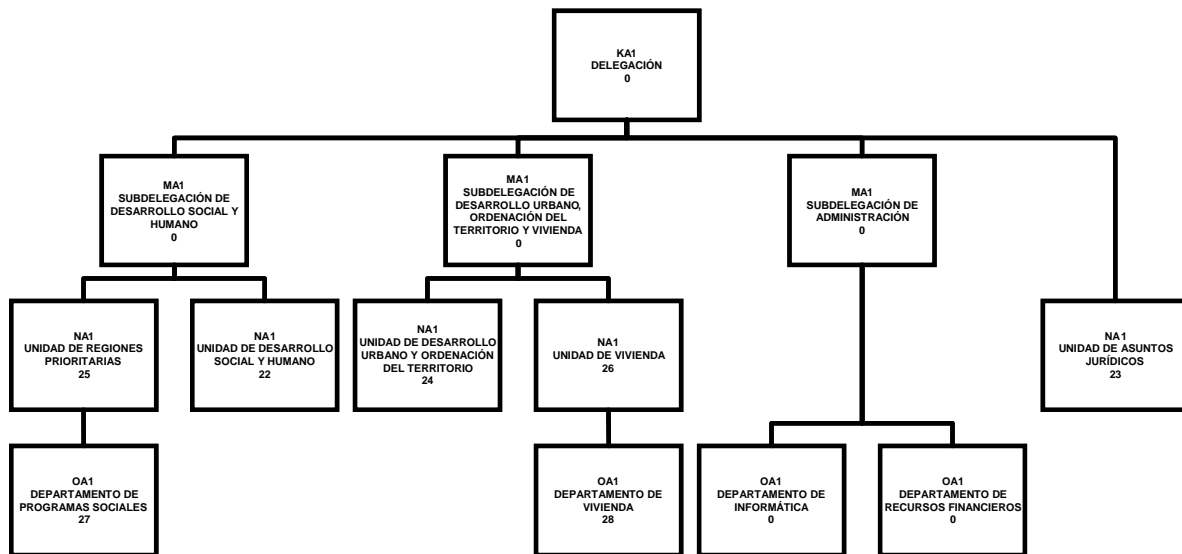 KA1
DELEGACIÓN
0
MA1
SUBDELEGACIÓN DE
DESARROLLO SOCIAL Y
HUMANO
0
MA1
SUBDELEGACIÓN DE
DESARROLLO URBANO,
ORDENACIÓN DEL
TERRITORIO Y VIVIENDA
0
MA1
SUBDELEGACIÓN DE
ADMINISTRACIÓN
0
NA1
UNIDAD DE REGIONES
PRIORITARIAS
25
NA1
UNIDAD DE DESARROLLO
SOCIAL Y HUMANO
22
NA1
UNIDAD DE DESARROLLO
URBANO Y ORDENACIÓN
DEL TERRITORIO
24
NA1
UNIDAD DE VIVIENDA
26
NA1
UNIDAD DE ASUNTOS
JURÍDICOS
23
OA1
DEPARTAMENTO DE
PROGRAMAS SOCIALES
27
OA1
DEPARTAMENTO DE
VIVIENDA
28
OA1
DEPARTAMENTO DE
INFORMÁTICA
0
OA1
DEPARTAMENTO DE
RECURSOS FINANCIEROS
0